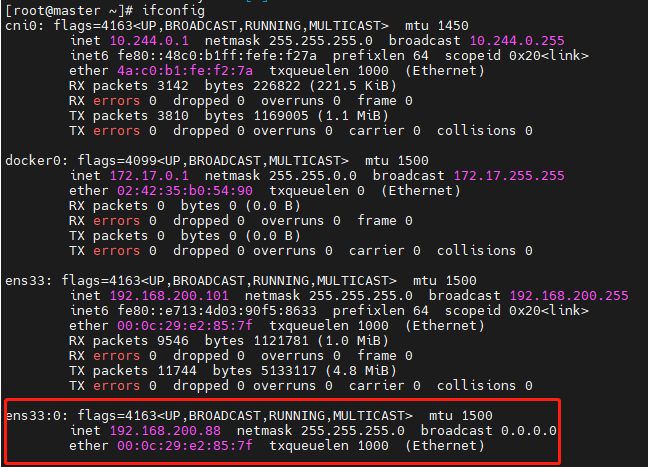 [root@master ~]# ifconfig
cni0: flags=4163<UP,BROADCAST,RUNNING,MULTICAST>  mtu 1450
        inet 10.244.0.1  netmask 255.255.255.0  broadcast 10.244.0.255
        inet6 fe80::48c0:b1ff:fefe:f27a  prefixlen 64  scopeid 0x20<link>
        ether 4a:c0:b1:fe:f2:7a  txqueuelen 1000  (Ethernet)
        RX packets 3142  bytes 226822 (221.5 KiB)
        RX errors 0  dropped 0  overruns 0  frame 0
        TX packets 3810  bytes 1169005 (1.1 MiB)
        TX errors 0  dropped 0 overruns 0  carrier 0  collisions 0

docker0: flags=4099<UP,BROADCAST,MULTICAST>  mtu 1500
        inet 172.17.0.1  netmask 255.255.0.0  broadcast 172.17.255.255
        ether 02:42:35:b0:54:90  txqueuelen 0  (Ethernet)
        RX packets 0  bytes 0 (0.0 B)
        RX errors 0  dropped 0  overruns 0  frame 0
        TX packets 0  bytes 0 (0.0 B)
        TX errors 0  dropped 0 overruns 0  carrier 0  collisions 0

ens33: flags=4163<UP,BROADCAST,RUNNING,MULTICAST>  mtu 1500
        inet 192.168.200.101  netmask 255.255.255.0  broadcast 192.168.200.255
        inet6 fe80::e713:4d03:90f5:8633  prefixlen 64  scopeid 0x20<link>
        ether 00:0c:29:e2:85:7f  txqueuelen 1000  (Ethernet)
        RX packets 9546  bytes 1121781 (1.0 MiB)
        RX errors 0  dropped 0  overruns 0  frame 0
        TX packets 11744  bytes 5133117 (4.8 MiB)
        TX errors 0  dropped 0 overruns 0  carrier 0  collisions 0

ens33:0: flags=4163<UP,BROADCAST,RUNNING,MULTICAST>  mtu 1500
        inet 192.168.200.88  netmask 255.255.255.0  broadcast 0.0.0.0
        ether 00:0c:29:e2:85:7f  txqueuelen 1000  (Ethernet)